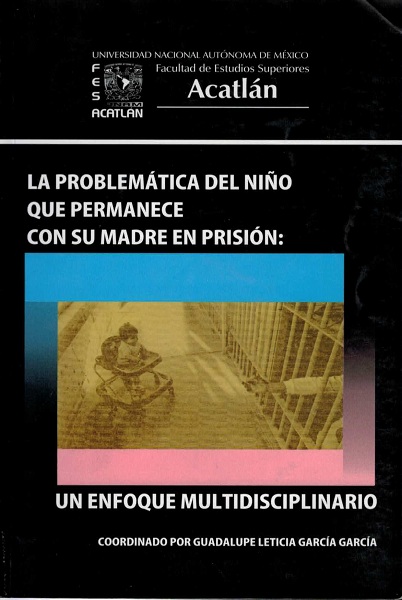 UNIVERSIDAD NACIONAL AUTÓNOMA DE MÉXICO
Facultad de Estudios Superiores
Acatlán
FES
UNAM
ACATLÁN
LA PROBLEMÁTICA DEL NIÑO
QUE PERMANECE
CON SU MADRE EN PRISIÓN:
UN ENFOQUE MULTIDISCIPLINARIO
COORDINADO POR GUADALUPE LETICIA GARCÍA GARCÍA